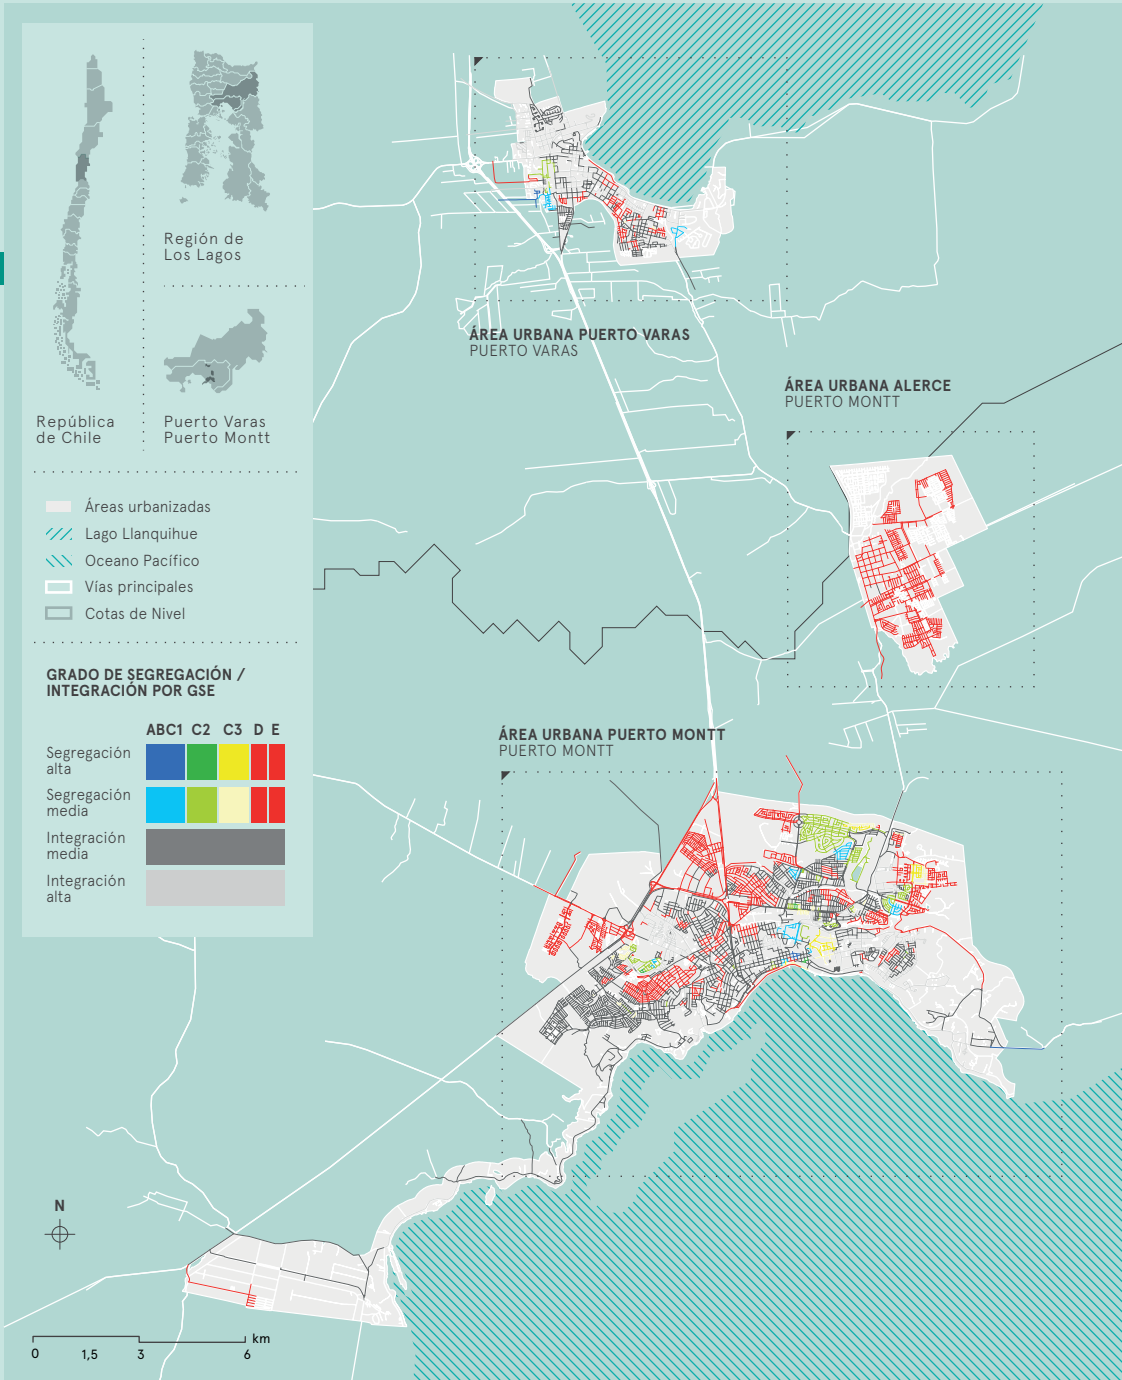 Región de
Los Lagos
República
de Chile
Puerto Varas
Puerto Montt
Áreas urbanizadas
Lago Llanquihue
Oceano Pacífico
Vías principales
Cotas de Nivel
GRADO DE SEGREGACIÓN /
INTEGRACIÓN POR GSE
ABC1 C2 C3 D E
Segregación
alta
Segregación
media
Integración
media
Integración
alta
ÁREA URBANA PUERTO VARAS
PUERTO VARAS
ÁREA URBANA ALERCE
PUERTO MONTT
ÁREA URBANA PUERTO MONTT
PUERTO MONTT
N
km
0 1,5 3 6